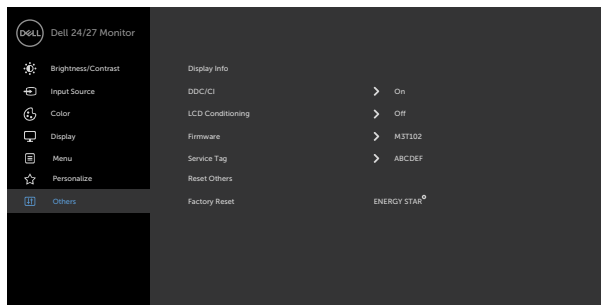 DELL Dell 24/27 Monitor
Brightness/Contrast Display Info
Input Source DDC/CI On
Color LCD Conditioning Off
Display Firmware M3T102
Menu Service Tag ABCDEF
Personalize Reset Others
Others Factory Reset ENERGY STAR®